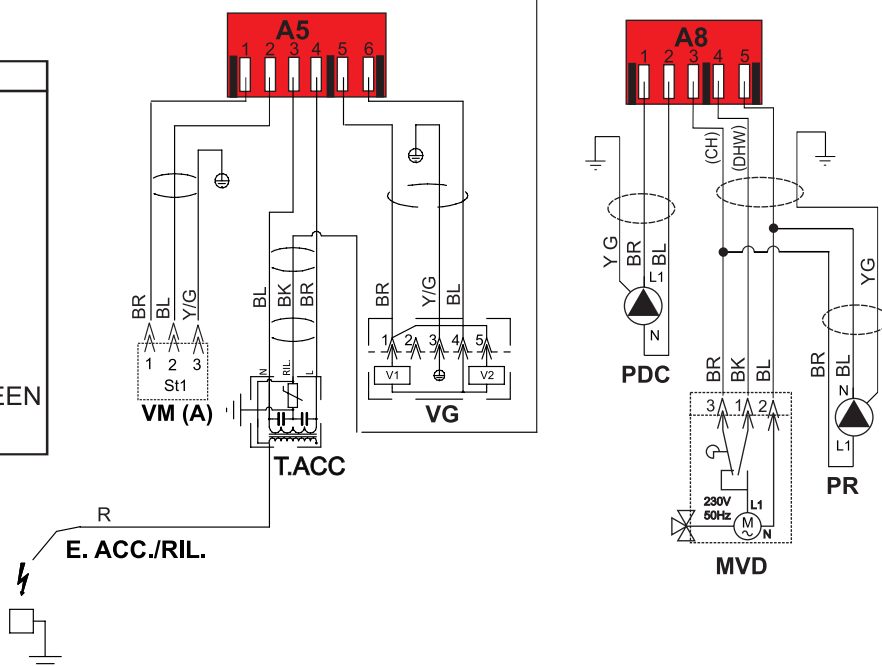 A5
1 2 3 4 5 6
A8
1 2 3 4 5
(CH)
(DHW)
BR
BL
Y/G
BL
BK
BR
BR
Y/G
BL
Y G
BR
BL
L1
N
PDC
YG
BR
BL
N
L1
PR
1 2 3
St1
VM (A)
N
RIL.
L
T.ACC
1 2 3 4 5
V1
V2
VG
BR
BK
BL
3 1 2
230V
50Hz
L1
M
~
N
MVD
EEN
R
E. ACC./RIL.